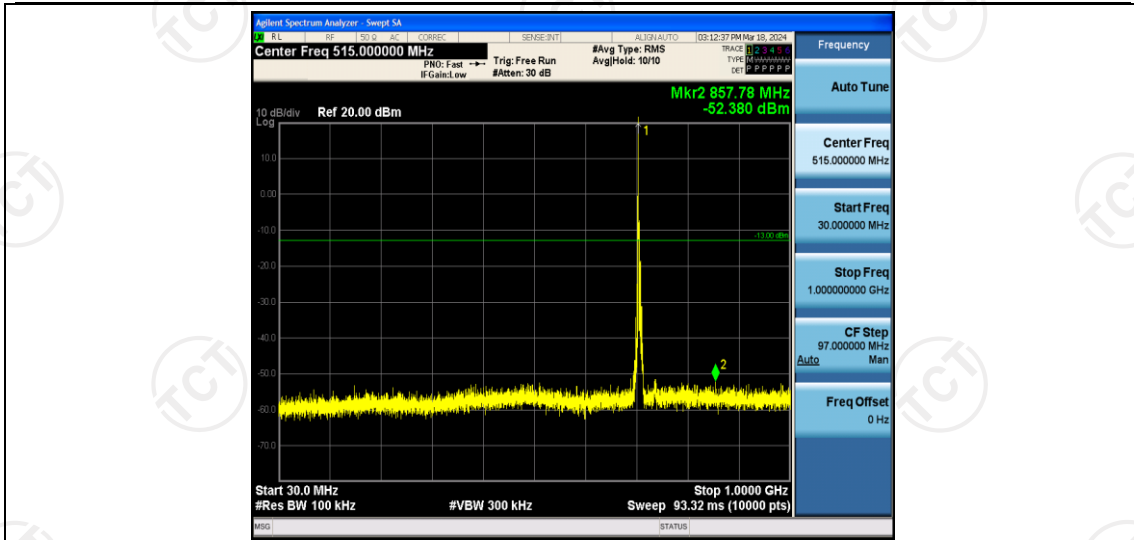 Agilent Spectrum Analyzer - Swept SA
LXI RL RF 50 Ω AC CORREC SENSE:INT ALIGN AUTO 03:12:37 PM Mar 18, 2024
Center Freq 515.000000 MHz
PNO: Fast
IFGain:Low
Trig: Free Run
#Atten: 30 dB
#Avg Type: RMS
Avg|Hold: 10/10
TRACE 1 2 3 4 5 6
TYPE M
DET P P P P P P
Mkr2 857.78 MHz
-52.380 dBm
10 dB/div Ref 20.00 dBm
Log
1
10.0
0.00
-10.0
-13.00 dBm
-20.0
-30.0
-40.0
-50.0
2
-60.0
-70.0
Start 30.0 MHz
Stop 1.0000 GHz
#Res BW 100 kHz
#VBW 300 kHz
Sweep 93.32 ms (10000 pts)
MSG
STATUS
Frequency
Auto Tune
Center Freq
515.000000 MHz
Start Freq
30.000000 MHz
Stop Freq
1.000000000 GHz
CF Step
97.000000 MHz
Auto Man
Freq Offset
0 Hz
TCT
TCT
TCT
TCT